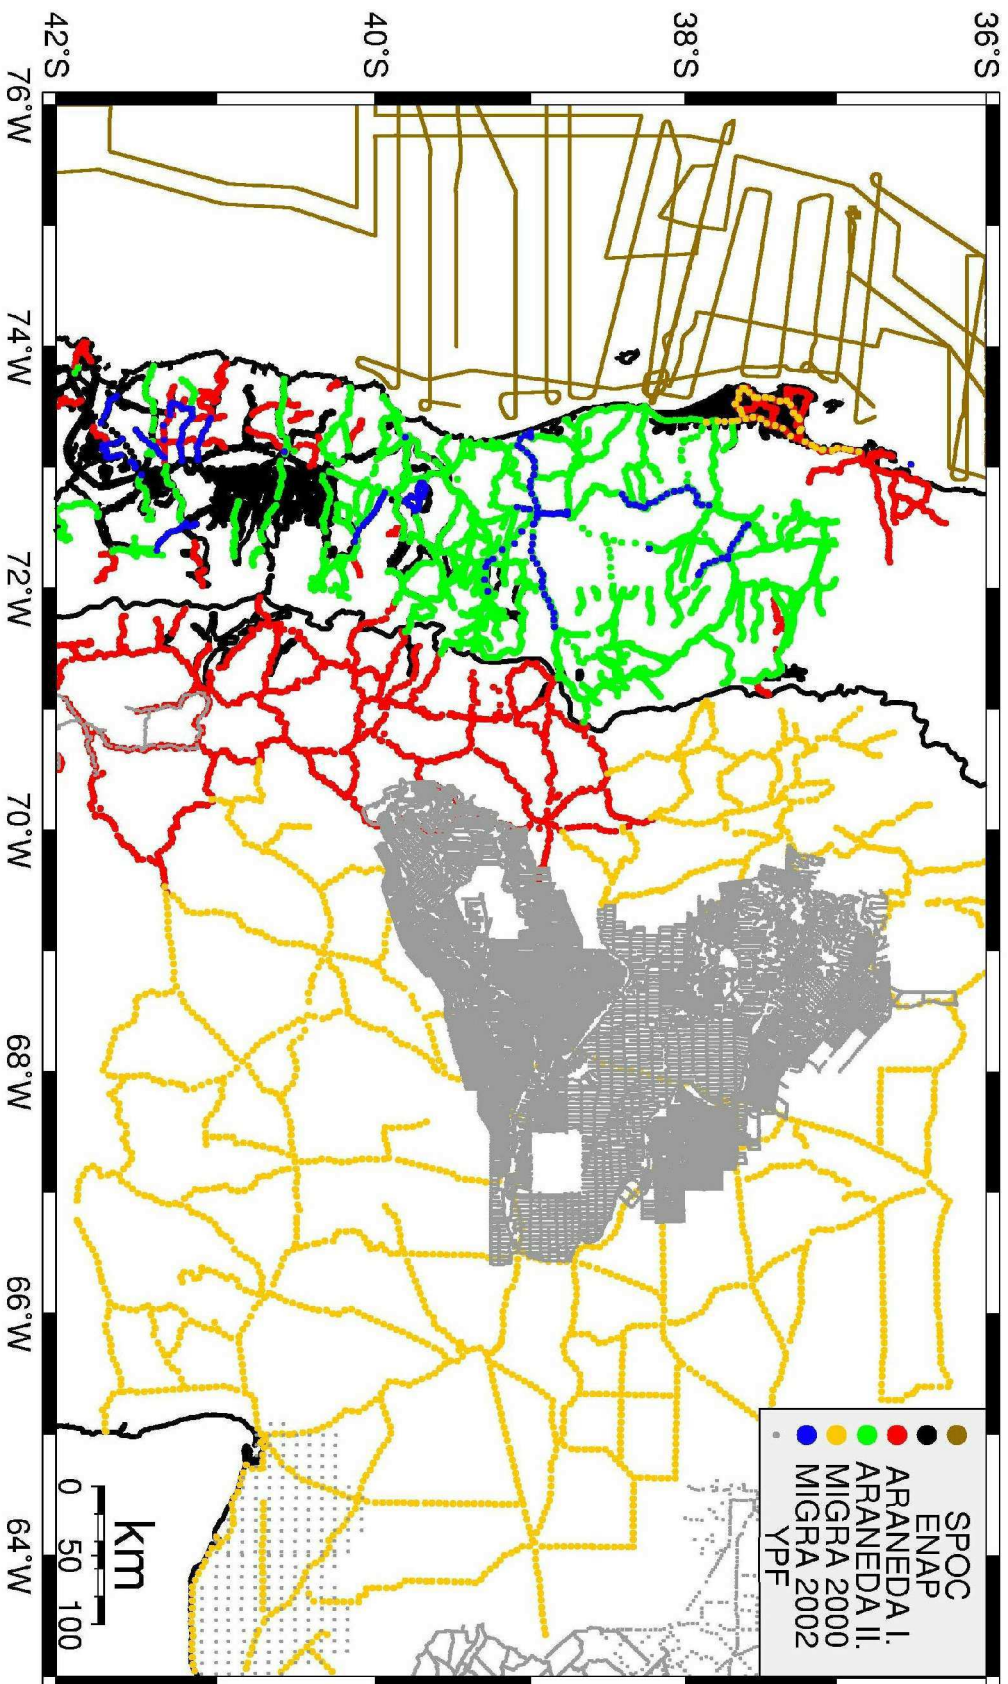 36°S
38°S
40°S
42°S
76°W
74°W
72°W
70°W
68°W
66°W
64°W
SPOC
ENAP
ARANEDA I.
ARANEDA II.
MIGRA 2000
MIGRA 2002
YPF
km
0 50 100